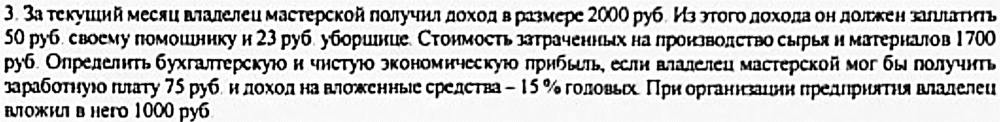 3. За текущий месяц владелец мастерской получил доход в размере 2000 руб. Из этого дохода он должен заплатить
50 руб. своему помощнику и 23 руб. уборщице. Стоимость затраченных на производство сырья и материалов 1700
руб. Определить бухгалтерскую и чистую экономическую прибыль, если владелец мастерской мог бы получить
заработную плату 75 руб. и доход на вложенные средства – 15 % годовых. При организации предприятия владелец
вложил в него 1000 руб.